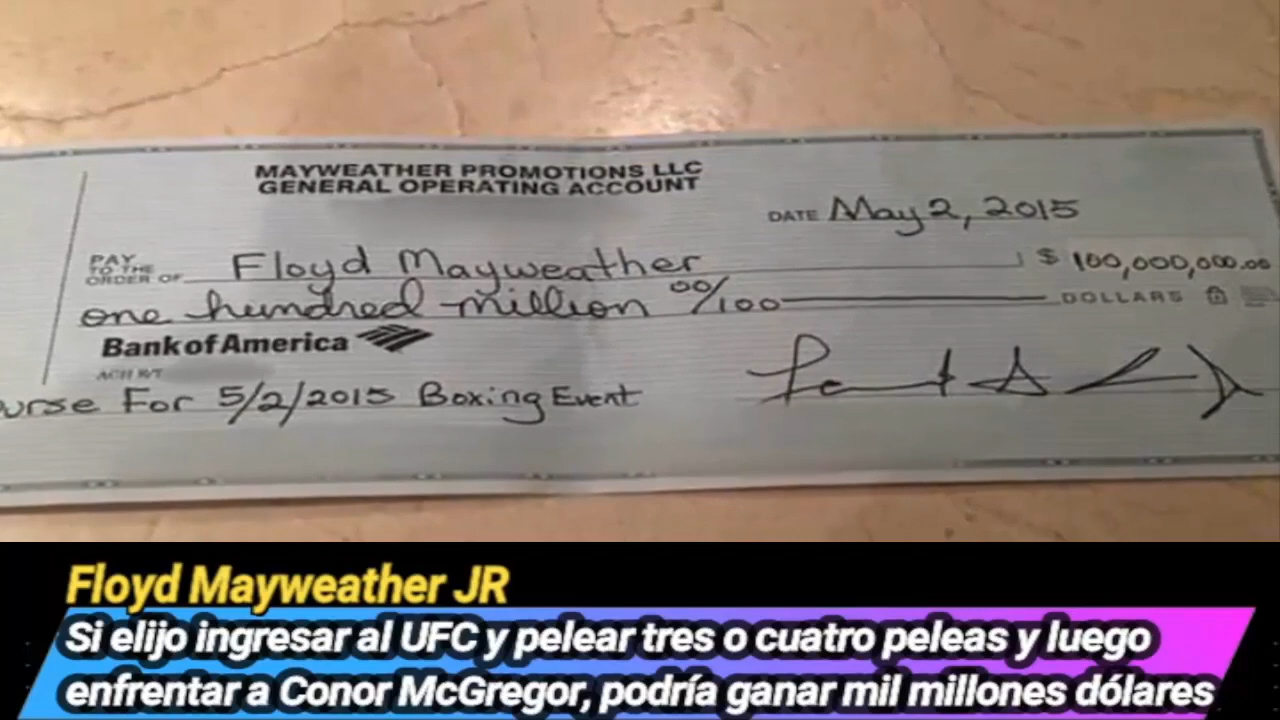 MAYWEATHER PROMOTIONS LLC
GENERAL OPERATING ACCOUNT
DATE May 2, 2015
PAY
TO THE
ORDER OF Floyd Mayweather $ 100,000,000.00
one hundred million 00/100 DOLLARS
Bank of America
ACH R/T
For 5/2/2015 Boxing Event
Floyd Mayweather JR
Si elijo ingresar al UFC y pelear tres o cuatro peleas y luego
enfrentar a Conor McGregor, podría ganar mil millones dólares